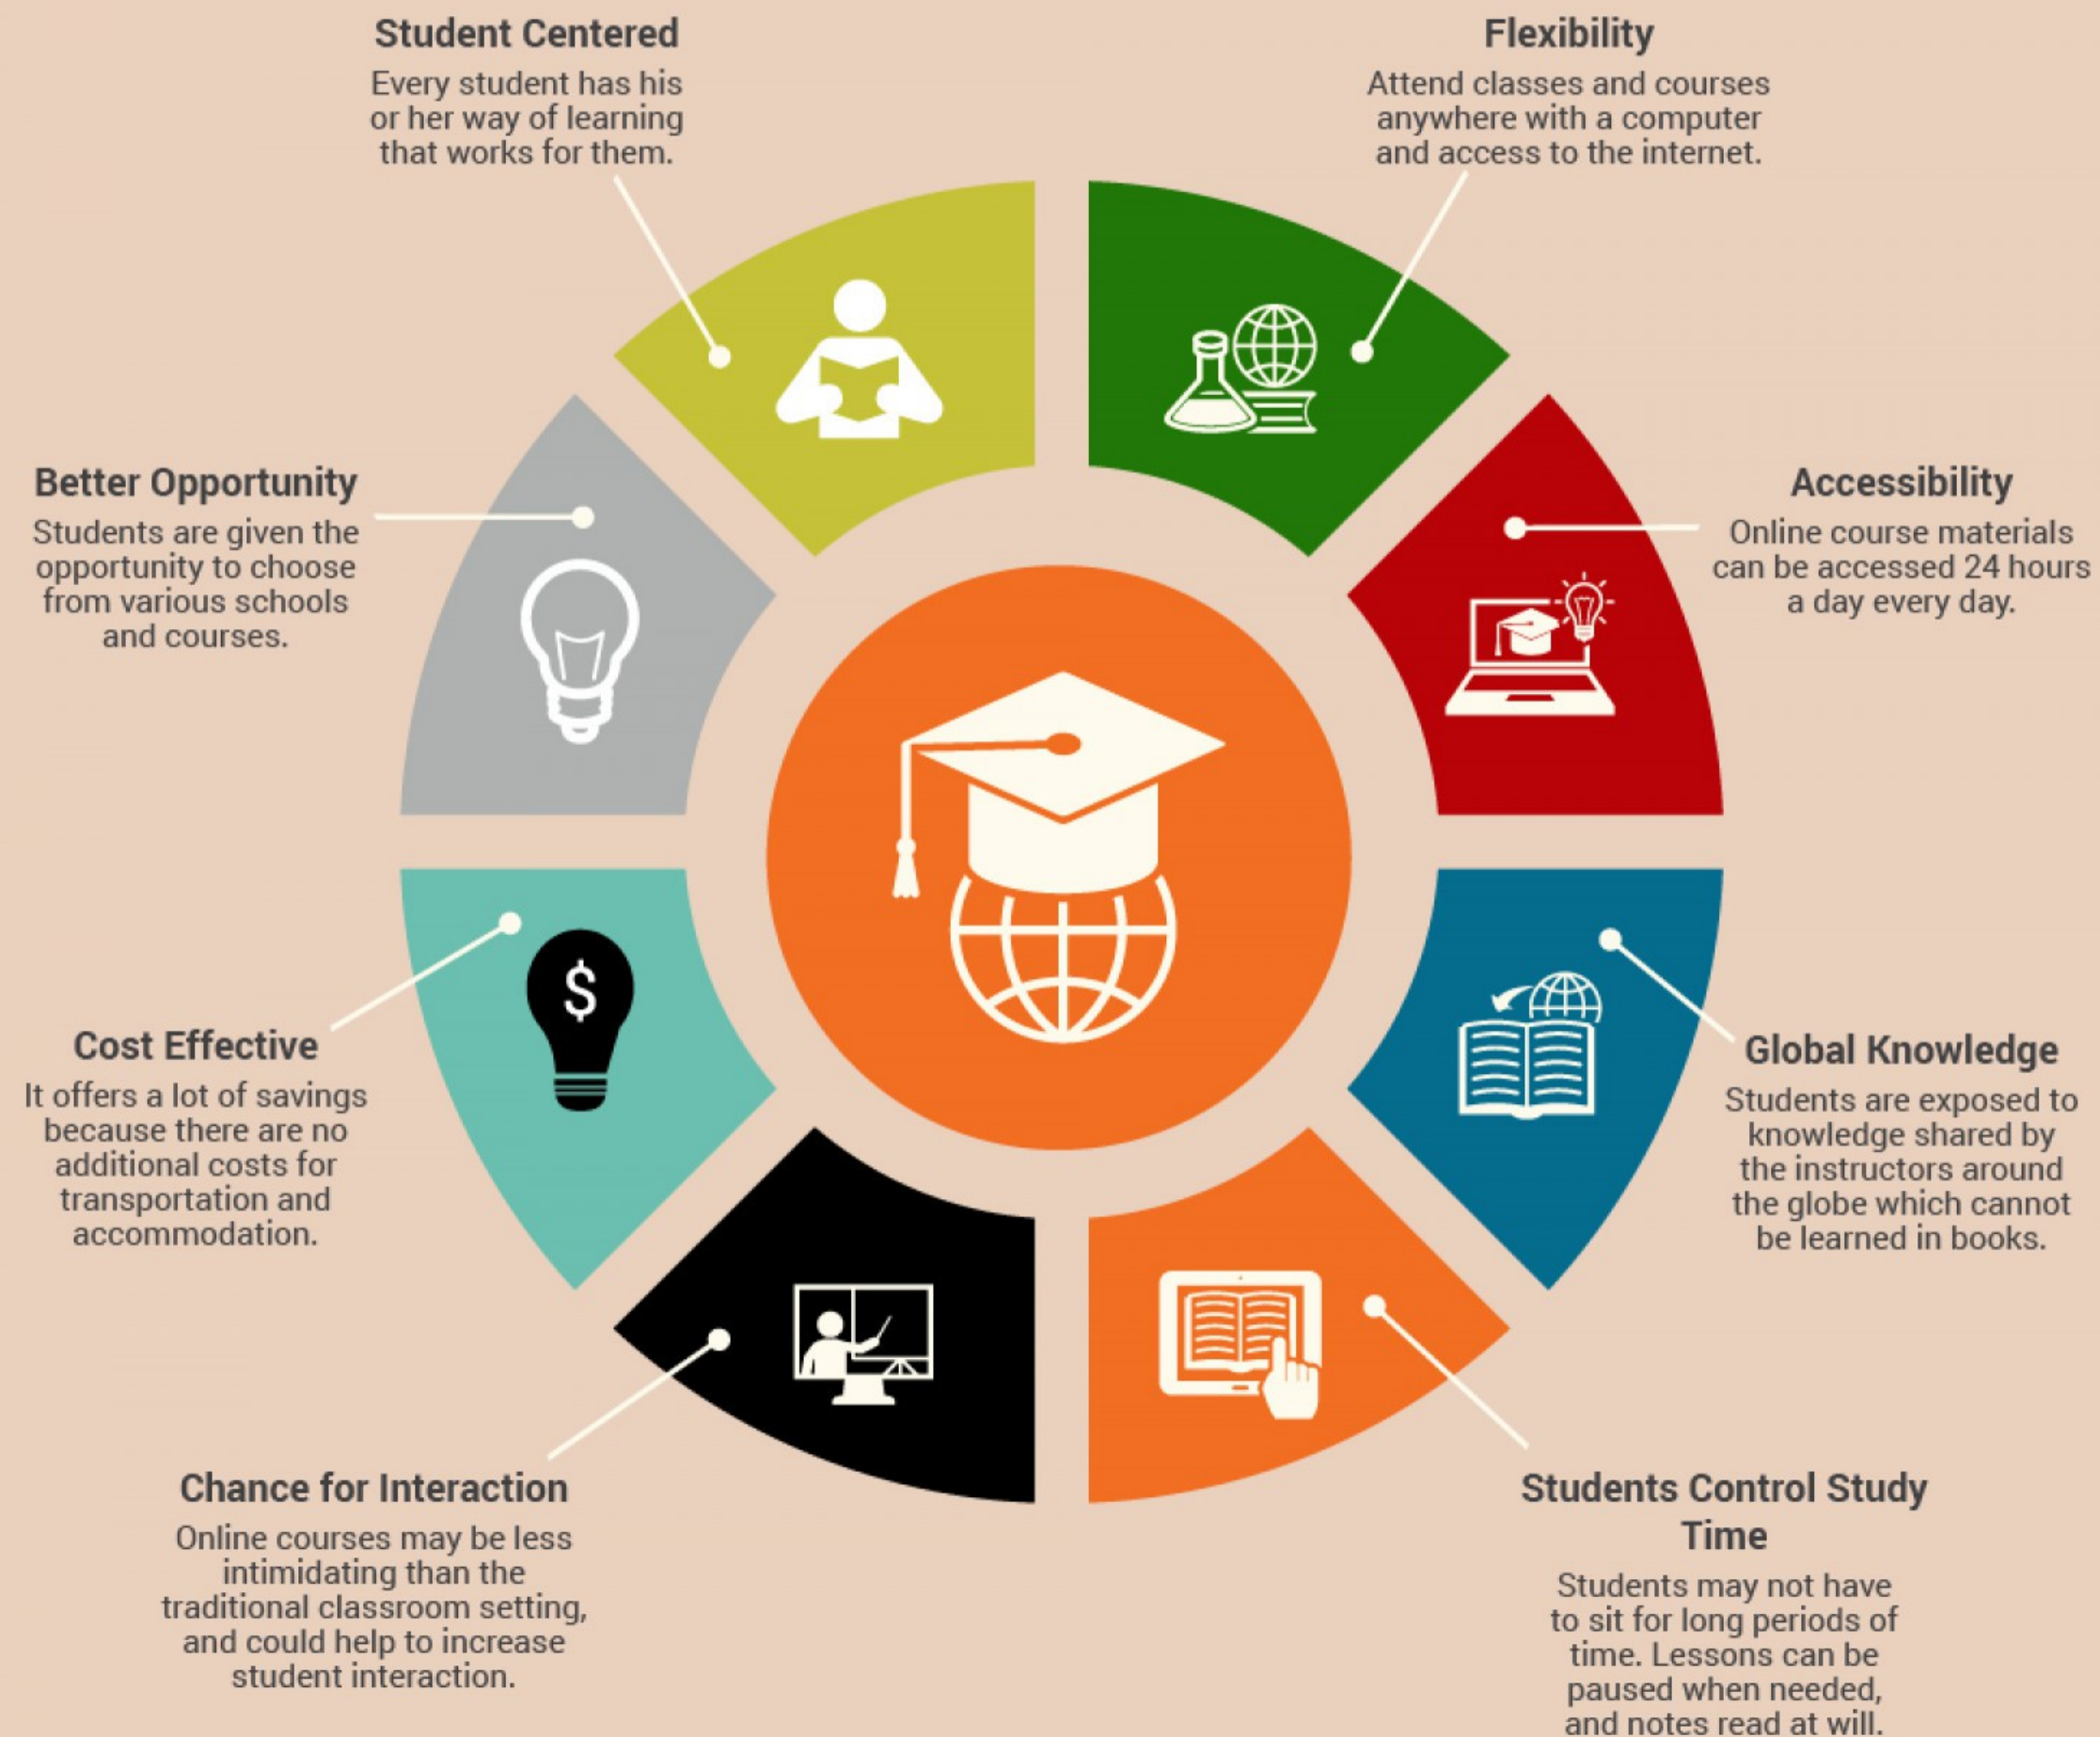 Student Centered
Every student has his
or her way of learning
that works for them.
Flexibility
Attend classes and courses
anywhere with a computer
and access to the internet.
Better Opportunity
Students are given the
opportunity to choose
from various schools
and courses.
Accessibility
Online course materials
can be accessed 24 hours
a day every day.
$
Cost Effective
It offers a lot of savings
because there are no
additional costs for
transportation and
accommodation.
Global Knowledge
Students are exposed to
knowledge shared by
the instructors around
the globe which cannot
be learned in books.
Chance for Interaction
Online courses may be less
intimidating than the
traditional classroom setting,
and could help to increase
student interaction.
Students Control Study
Time
Students may not have
to sit for long periods of
time. Lessons can be
paused when needed,
and notes read at will.